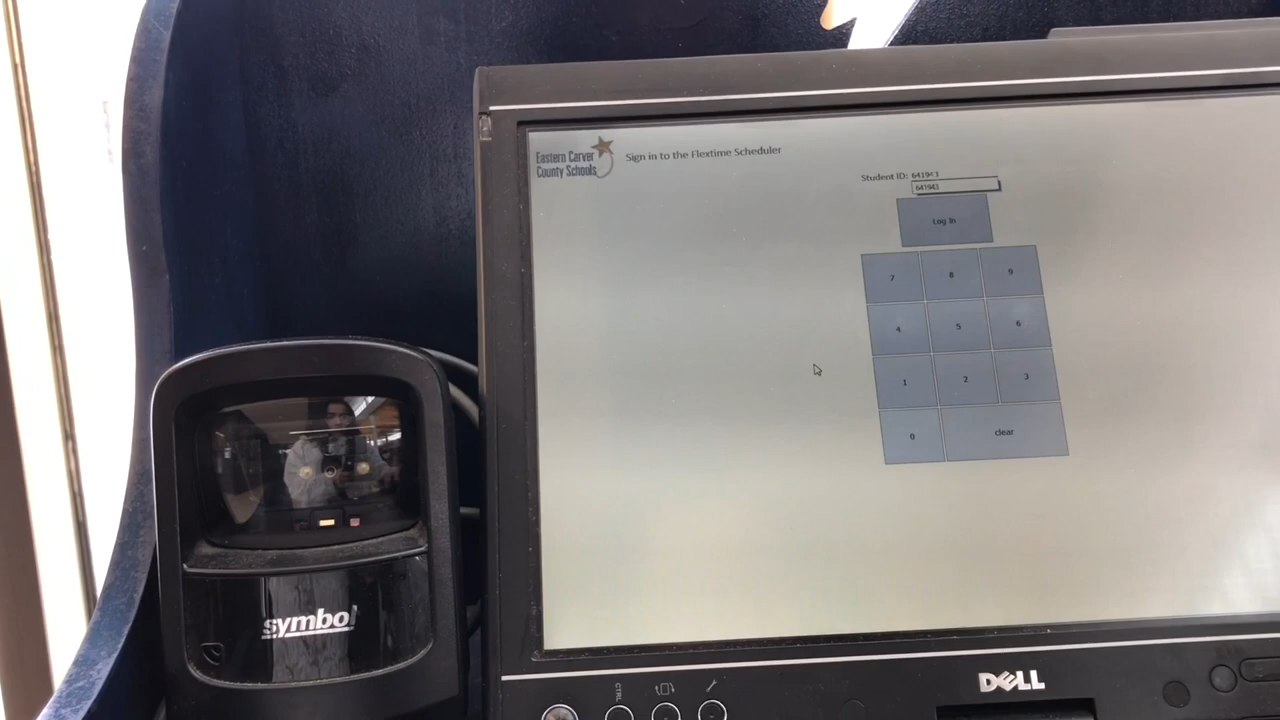 Eastern Carver
County Schools
Sign in to the Flextime Scheduler
Student ID: 641943
641943
Log In
7 8 9
4 5 6
1 2 3
0 clear
symbol
CTRL
DELL